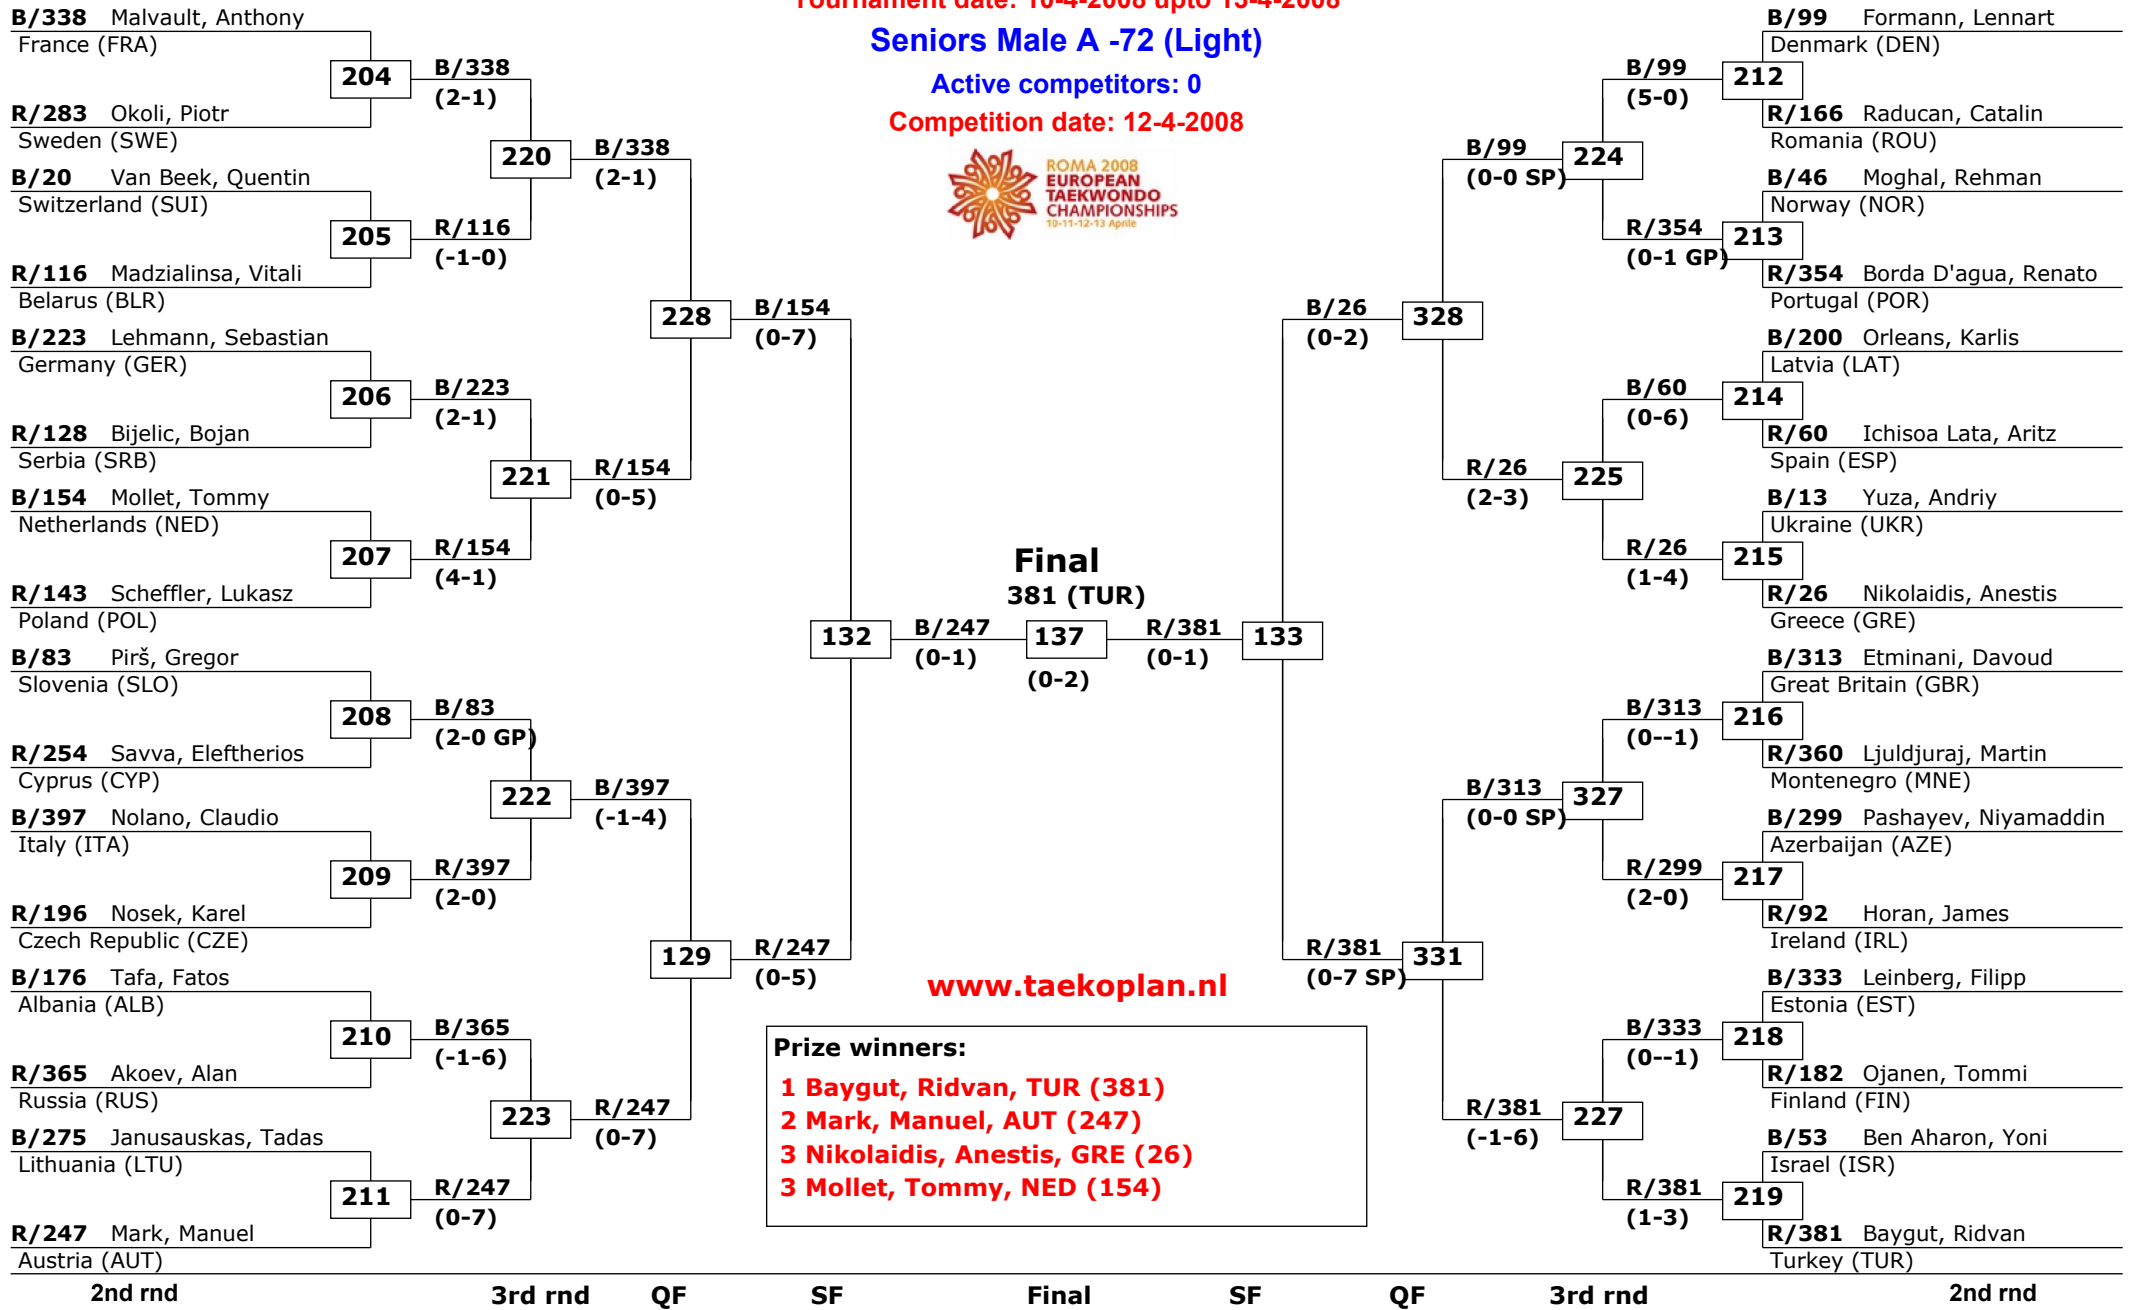 Tournament date: 10-4-2008 upto 13-4-2008
Seniors Male A -72 (Light)
Active competitors: 0
Competition date: 12-4-2008
ROMA 2008
EUROPEAN
TAEKWONDO
CHAMPIONSHIPS
10-11-12-13 Aprile
B/338 Malvault, Anthony
France (FRA)
204
R/283 Okoli, Piotr
Sweden (SWE)
B/20 Van Beek, Quentin
Switzerland (SUI)
205
R/116 Madzialinsa, Vitali
Belarus (BLR)
B/223 Lehmann, Sebastian
Germany (GER)
206
R/128 Bijelic, Bojan
Serbia (SRB)
B/154 Mollet, Tommy
Netherlands (NED)
207
R/143 Scheffler, Lukasz
Poland (POL)
B/83 Pirš, Gregor
Slovenia (SLO)
208
R/254 Savva, Eleftherios
Cyprus (CYP)
B/397 Nolano, Claudio
Italy (ITA)
209
R/196 Nosek, Karel
Czech Republic (CZE)
B/176 Tafa, Fatos
Albania (ALB)
210
R/365 Akoev, Alan
Russia (RUS)
B/275 Janusauskas, Tadas
Lithuania (LTU)
211
R/247 Mark, Manuel
Austria (AUT)
B/338
(2-1)
220
R/116
(-1-0)
B/223
(2-1)
221
R/154
(4-1)
B/83
(2-0 GP)
222
R/397
(2-0)
B/365
(-1-6)
223
R/247
(0-7)
B/338
(2-1)
228
R/154
(0-5)
B/397
(-1-4)
129
R/247
(0-7)
B/154
(0-7)
132
R/247
(0-5)
B/247
(0-1)
Final
381 (TUR)
137
(0-2)
R/381
(0-1)
B/26
(0-2)
133
R/381
(0-7 SP)
B/99
(0-0 SP)
328
R/26
(2-3)
B/313
(0-0 SP)
331
R/381
(-1-6)
B/99
(5-0)
224
R/354
(0-1 GP)
B/60
(0-6)
225
R/26
(1-4)
B/313
(0--1)
327
R/299
(2-0)
B/333
(0--1)
227
R/381
(1-3)
B/99 Formann, Lennart
Denmark (DEN)
212
R/166 Raducan, Catalin
Romania (ROU)
B/46 Moghal, Rehman
Norway (NOR)
213
R/354 Borda D'agua, Renato
Portugal (POR)
B/200 Orleans, Karlis
Latvia (LAT)
214
R/60 Ichisoa Lata, Aritz
Spain (ESP)
B/13 Yuza, Andriy
Ukraine (UKR)
215
R/26 Nikolaidis, Anestis
Greece (GRE)
B/313 Etminani, Davoud
Great Britain (GBR)
216
R/360 Ljuldjuraj, Martin
Montenegro (MNE)
B/299 Pashayev, Niyamaddin
Azerbaijan (AZE)
217
R/92 Horan, James
Ireland (IRL)
B/333 Leinberg, Filipp
Estonia (EST)
218
R/182 Ojanen, Tommi
Finland (FIN)
B/53 Ben Aharon, Yoni
Israel (ISR)
219
R/381 Baygut, Ridvan
Turkey (TUR)
www.taekoplan.nl
Prize winners:
1 Baygut, Ridvan, TUR (381)
2 Mark, Manuel, AUT (247)
3 Nikolaidis, Anestis, GRE (26)
3 Mollet, Tommy, NED (154)
2nd rnd 3rd rnd QF SF Final SF QF 3rd rnd 2nd rnd